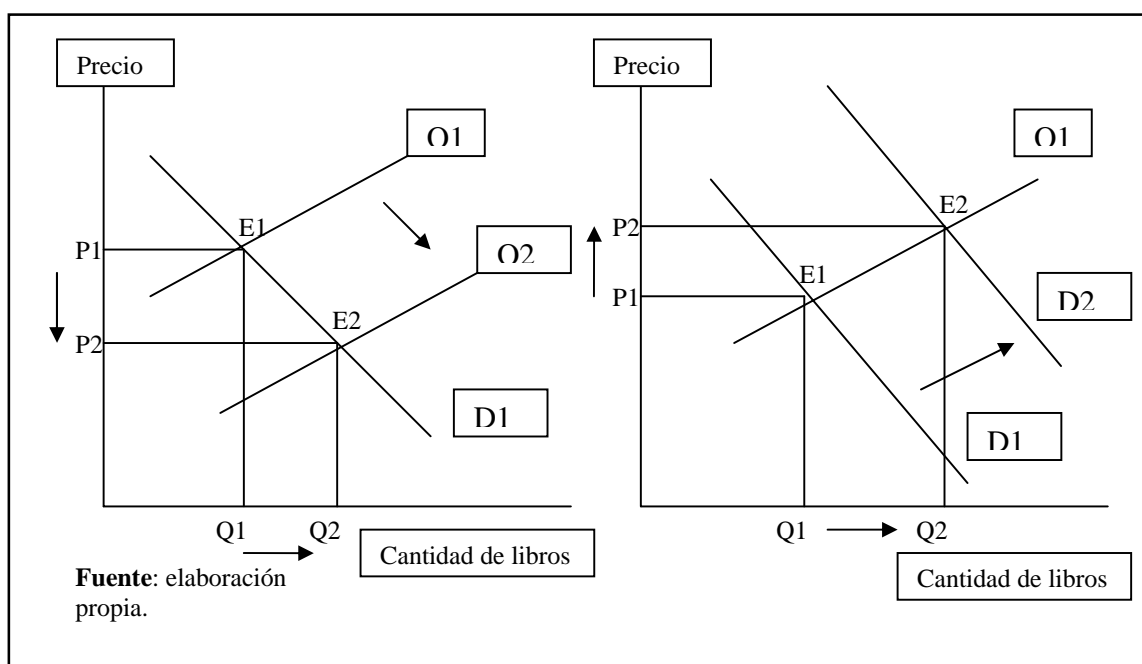 Precio
O1
E1
P1
O2
E2
P2
D1
Q1
Q2
Cantidad de libros
Fuente: elaboración
propia.
Precio
O1
E2
P2
E1
P1
D2
D1
Q1
Q2
Cantidad de libros